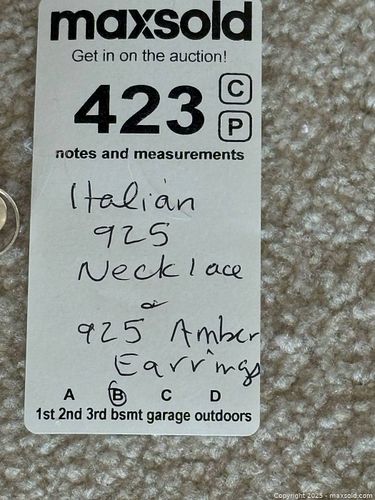 maxsold
Get in on the auction!
423
C
P
notes and measurements
Italian
925
Necklace
&
925 Amber
Earrings
A B C D
1st 2nd 3rd bsmt garage outdoors
Copyright 2025 - maxsold.com